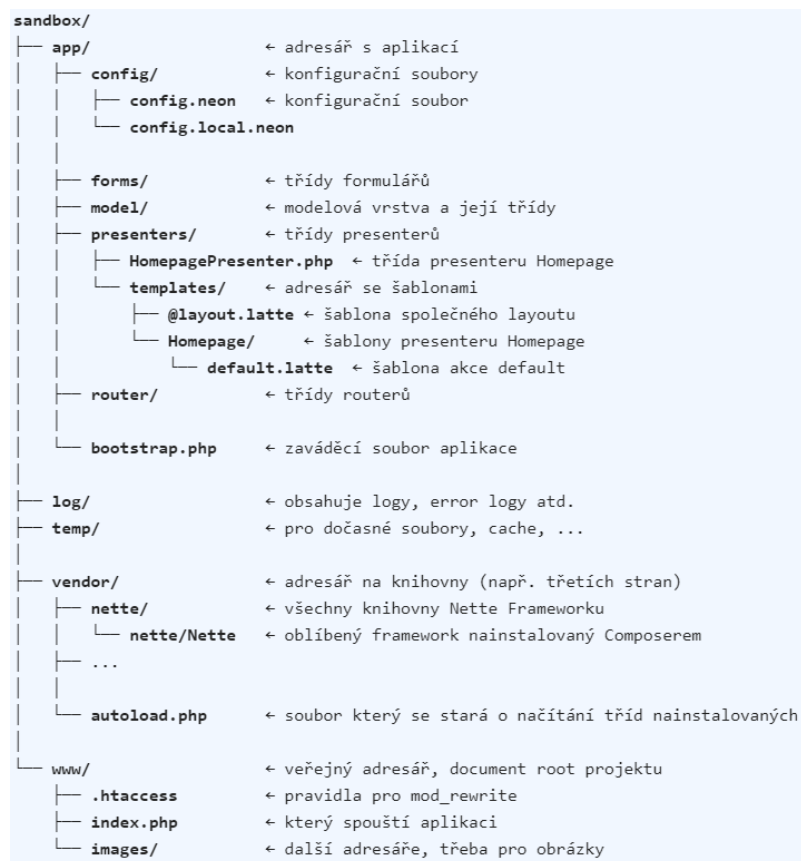 sandbox/
├── app/ ← adresář s aplikací
│ ├── config/ ← konfigurační soubory
│ │ ├── config.neon ← konfigurační soubor
│ │ └── config.local.neon
│ │
│ ├── forms/ ← třídy formulářů
│ ├── model/ ← modelová vrstva a její třídy
│ ├── presenters/ ← třídy presenterů
│ │ ├── HomepagePresenter.php ← třída presenteru Homepage
│ │ └── templates/ ← adresář se šablonami
│ │ ├── @layout.latte ← šablona společného layoutu
│ │ └── Homepage/ ← šablony presenteru Homepage
│ │ └── default.latte ← šablona akce default
│ ├── router/ ← třídy routerů
│ │
│ └── bootstrap.php ← zaváděcí soubor aplikace
│
├── log/ ← obsahuje logy, error logy atd.
├── temp/ ← pro dočasné soubory, cache, ...
│
├── vendor/ ← adresář na knihovny (např. třetích stran)
│ ├── nette/ ← všechny knihovny Nette Frameworku
│ │ └── nette/Nette ← oblíbený framework nainstalovaný Composerem
│ ├── ...
│ │
│ └── autoload.php ← soubor který se stará o načítání tříd nainstalovaných
│
└── www/ ← veřejný adresář, document root projektu
├── .htaccess ← pravidla pro mod_rewrite
├── index.php ← který spouští aplikaci
└── images/ ← další adresáře, třeba pro obrázky